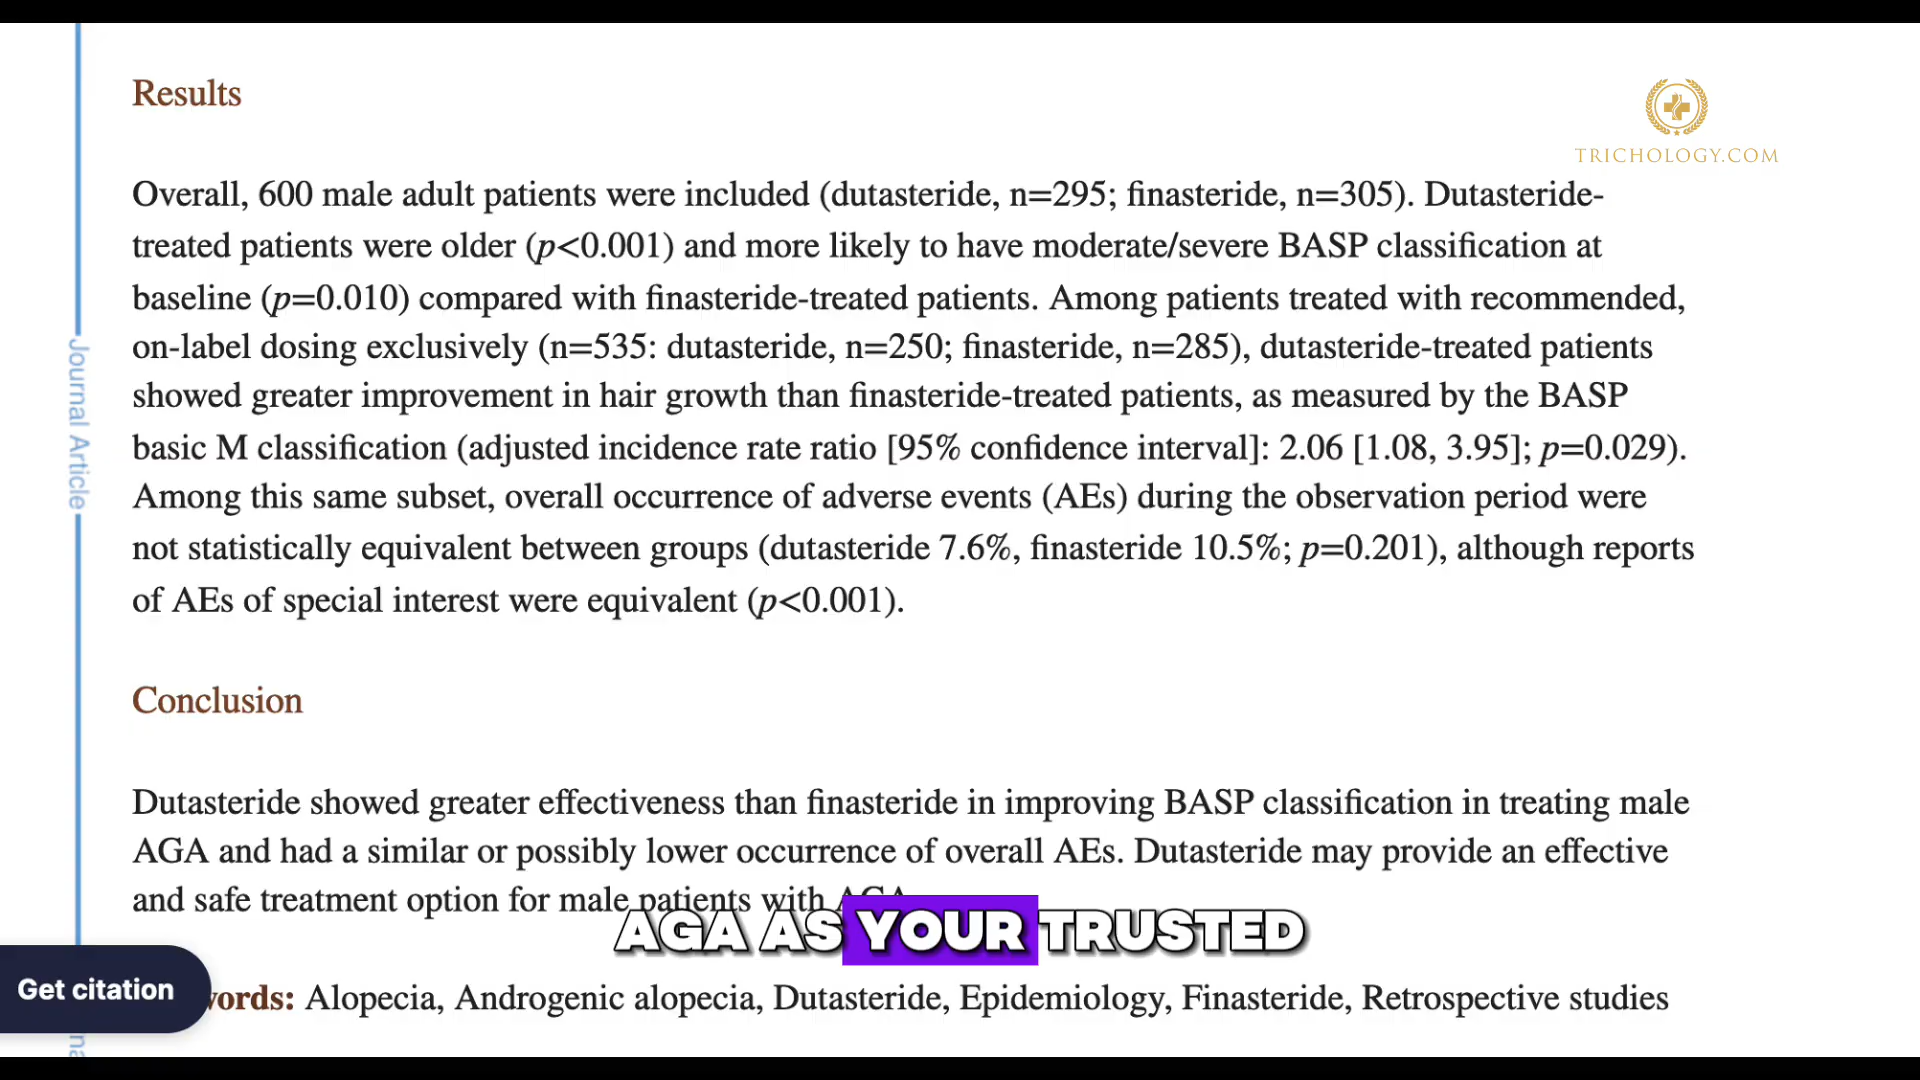 Results
TRICHOLOGY.COM
Overall, 600 male adult patients were included (dutasteride, n=295; finasteride, n=305). Dutasteride-
treated patients were older (p<0.001) and more likely to have moderate/severe BASP classification at
baseline (p=0.010) compared with finasteride-treated patients. Among patients treated with recommended,
on-label dosing exclusively (n=535: dutasteride, n=250; finasteride, n=285), dutasteride-treated patients
showed greater improvement in hair growth than finasteride-treated patients, as measured by the BASP
basic M classification (adjusted incidence rate ratio [95% confidence interval]: 2.06 [1.08, 3.95]; p=0.029).
Among this same subset, overall occurrence of adverse events (AEs) during the observation period were
not statistically equivalent between groups (dutasteride 7.6%, finasteride 10.5%; p=0.201), although reports
of AEs of special interest were equivalent (p<0.001).
Journal Article
Conclusion
Dutasteride showed greater effectiveness than finasteride in improving BASP classification in treating male
AGA and had a similar or possibly lower occurrence of overall AEs. Dutasteride may provide an effective
and safe treatment option for male patients with
AGA AS YOUR TRUSTED
Get citation
words: Alopecia, Androgenic alopecia, Dutasteride, Epidemiology, Finasteride, Retrospective studies